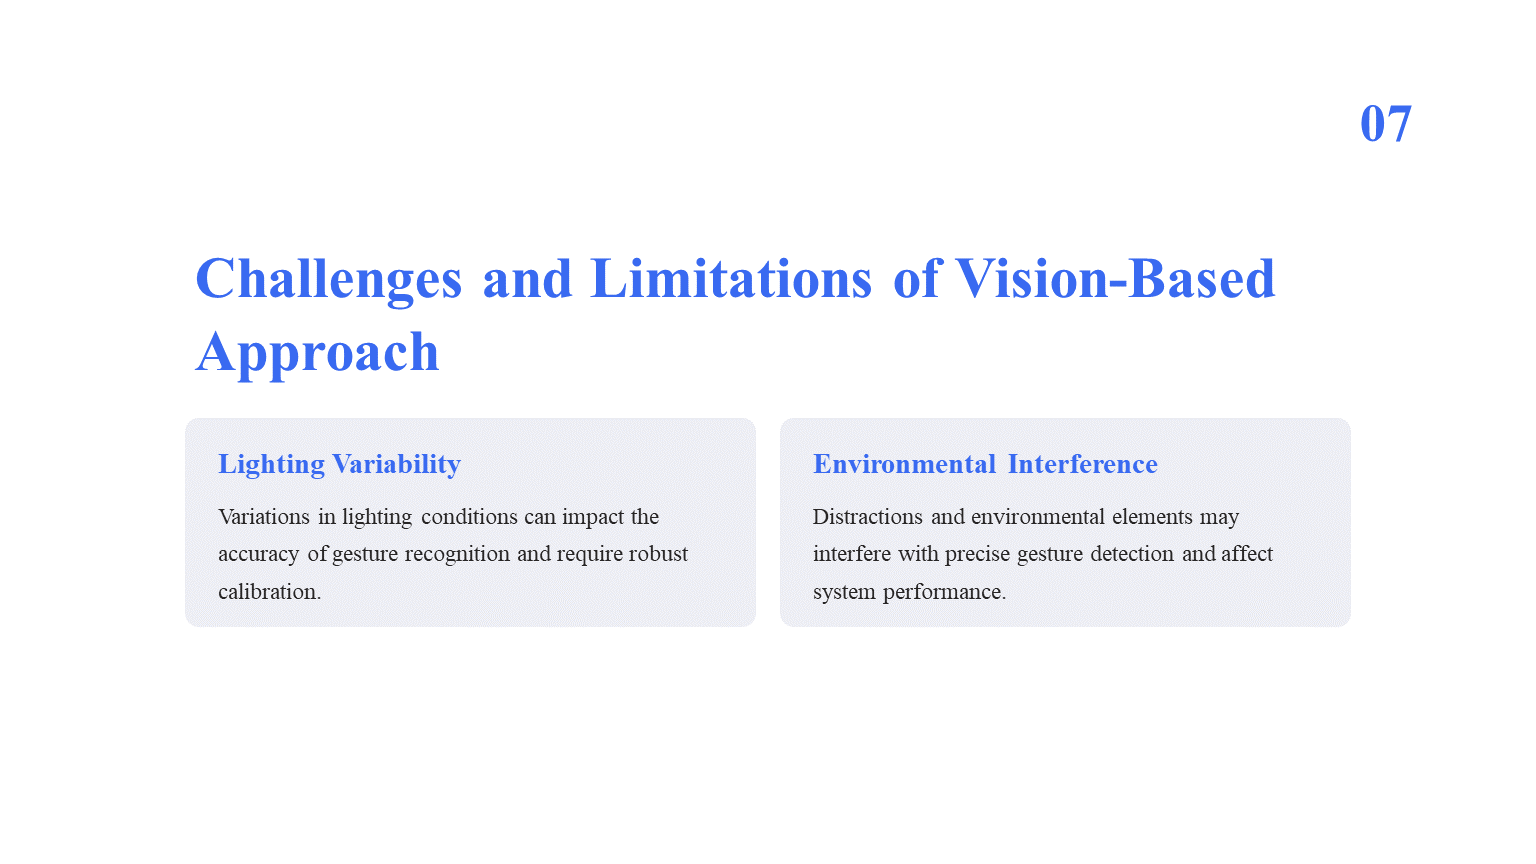 07
Challenges and Limitations of Vision-Based
Approach
Lighting Variability
Variations in lighting conditions can impact the
accuracy of gesture recognition and require robust
calibration.
Environmental Interference
Distractions and environmental elements may
interfere with precise gesture detection and affect
system performance.